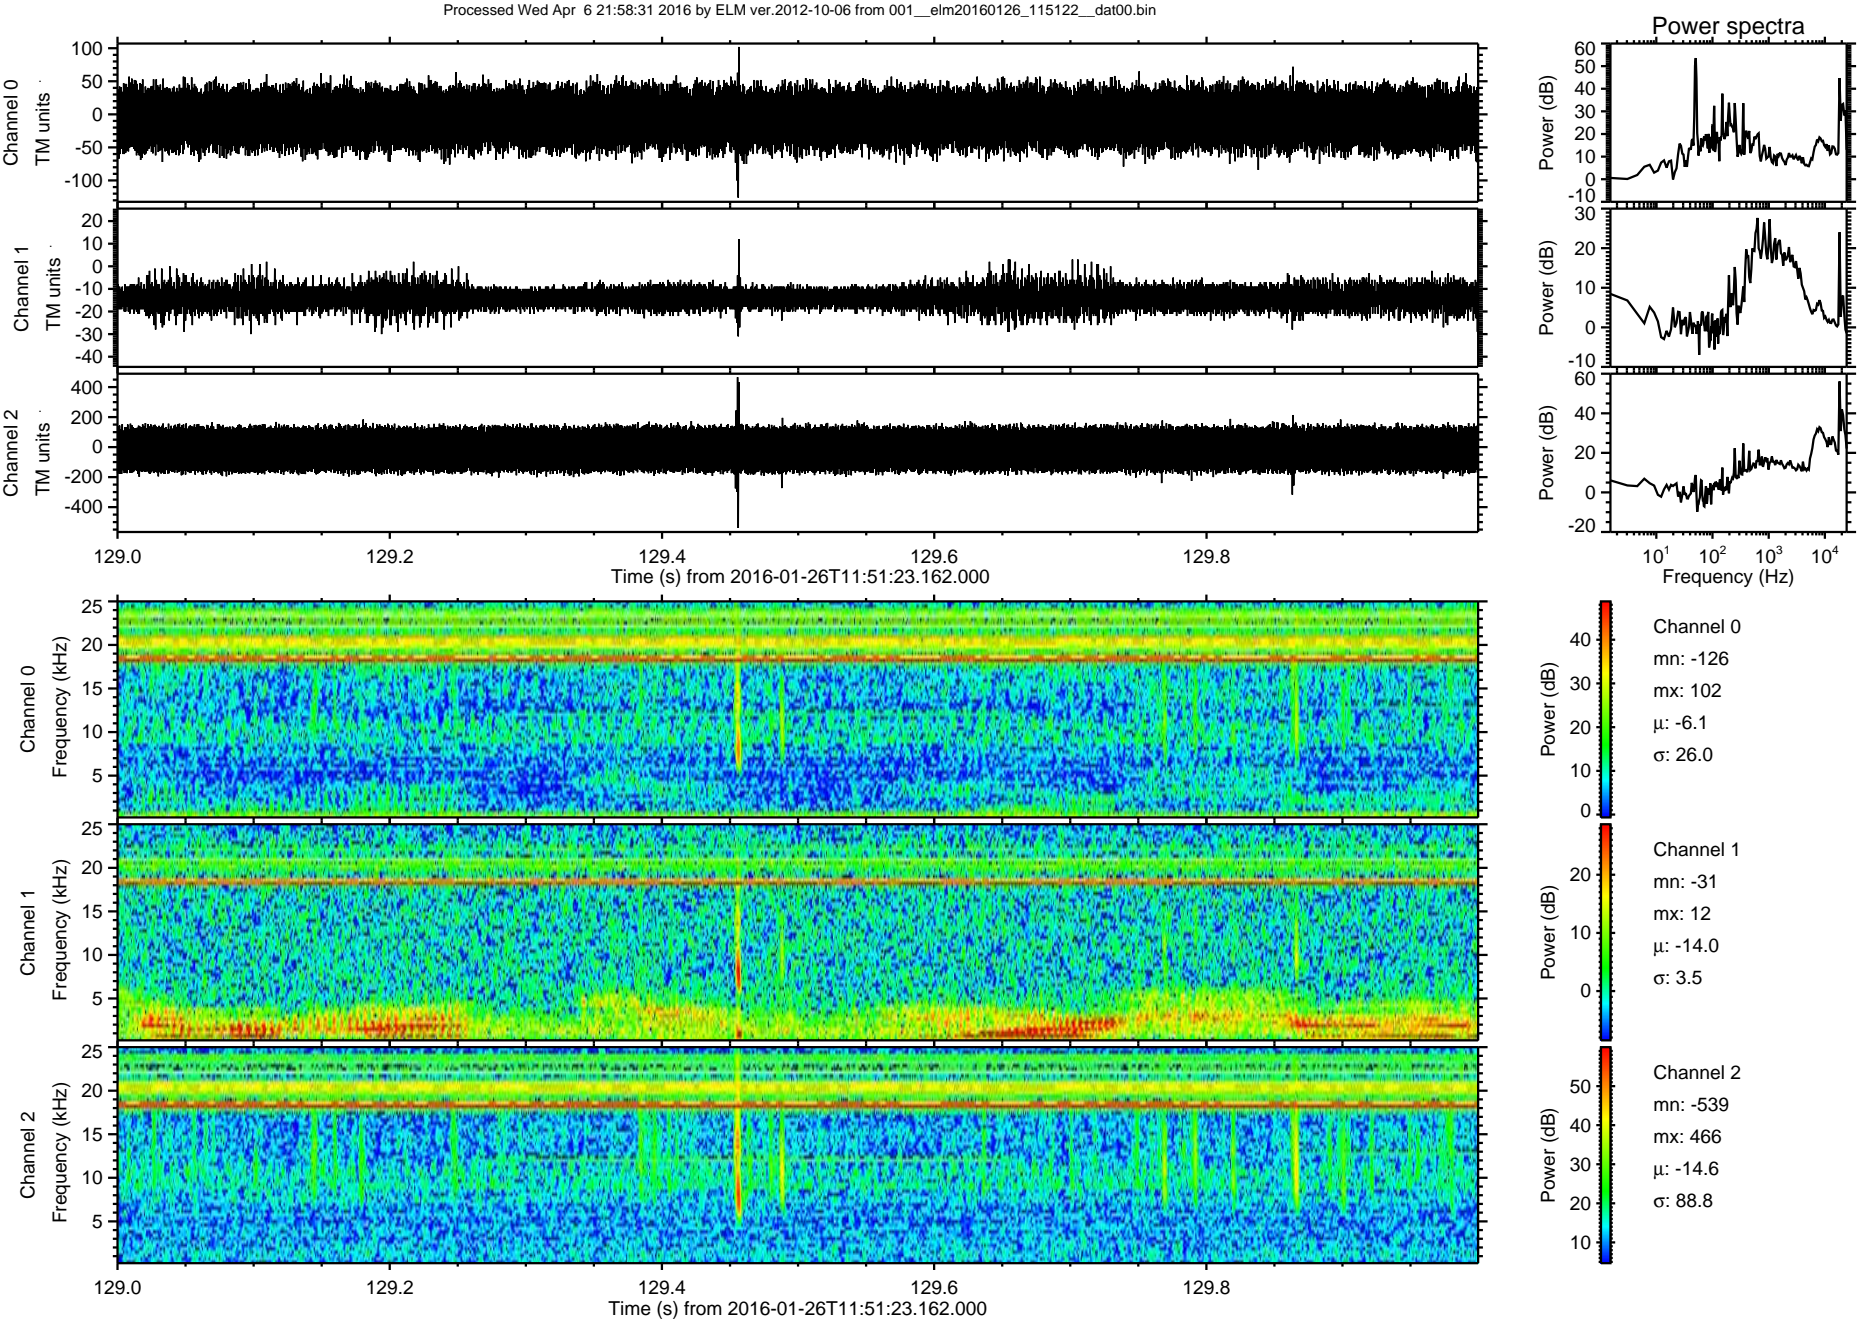 Processed Wed Apr  6 21:58:31 2016 by ELM ver.2012-10-06 from 001__elm20160126_115122__dat00.bin
Power spectra
Channel 0
TM units
100
50
0
-50
-100
Power (dB)
60
50
40
30
20
10
0
-10
Channel 1
TM units
20
10
0
-10
-20
-30
-40
Power (dB)
30
20
10
0
-10
Channel 2
TM units
400
200
0
-200
-400
Power (dB)
60
40
20
0
-20
129.0 129.2 129.4 129.6 129.8
Time (s) from 2016-01-26T11:51:23.162.000
10¹ 10² 10³ 10⁴
Frequency (Hz)
Channel 0
Frequency (kHz)
25
20
15
10
5
Power (dB)
40
30
20
10
0
Channel 0
mn: -126
mx: 102
μ: -6.1
σ: 26.0
Channel 1
Frequency (kHz)
25
20
15
10
5
Power (dB)
20
10
0
Channel 1
mn: -31
mx: 12
μ: -14.0
σ: 3.5
Channel 2
Frequency (kHz)
25
20
15
10
5
Power (dB)
50
40
30
20
10
Channel 2
mn: -539
mx: 466
μ: -14.6
σ: 88.8
129.0 129.2 129.4 129.6 129.8
Time (s) from 2016-01-26T11:51:23.162.000